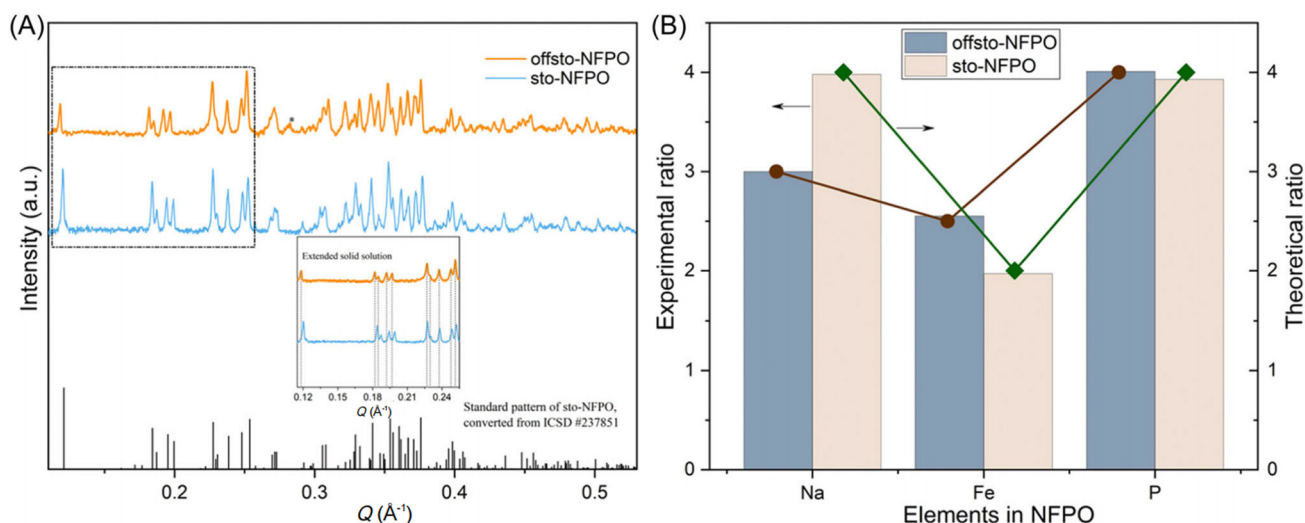 (A)
offsto-NFPO
sto-NFPO
*
Intensity (a.u.)
Extended solid solution
0.12 0.15 0.18 0.21 0.24
Q (Å-1)
Standard pattern of sto-NFPO,
converted from ICSD #237851
0.2 0.3 0.4 0.5
Q (Å-1)
(B)
offsto-NFPO
sto-NFPO
Experimental ratio
4
3
2
1
0
Theoretical ratio
4
3
2
1
0
Na Fe P
Elements in NFPO